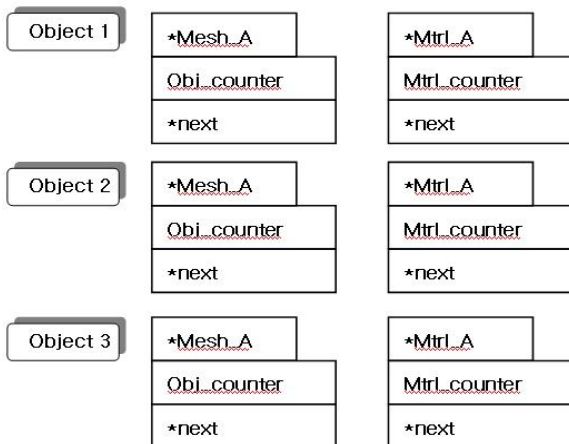 Object 1
*Mesh_A
*Mtrl_A
Obj_counter
Mtrl_counter
*next
*next
Object 2
*Mesh_A
*Mtrl_A
Obj_counter
Mtrl_counter
*next
*next
Object 3
*Mesh_A
*Mtrl_A
Obj_counter
Mtrl_counter
*next
*next